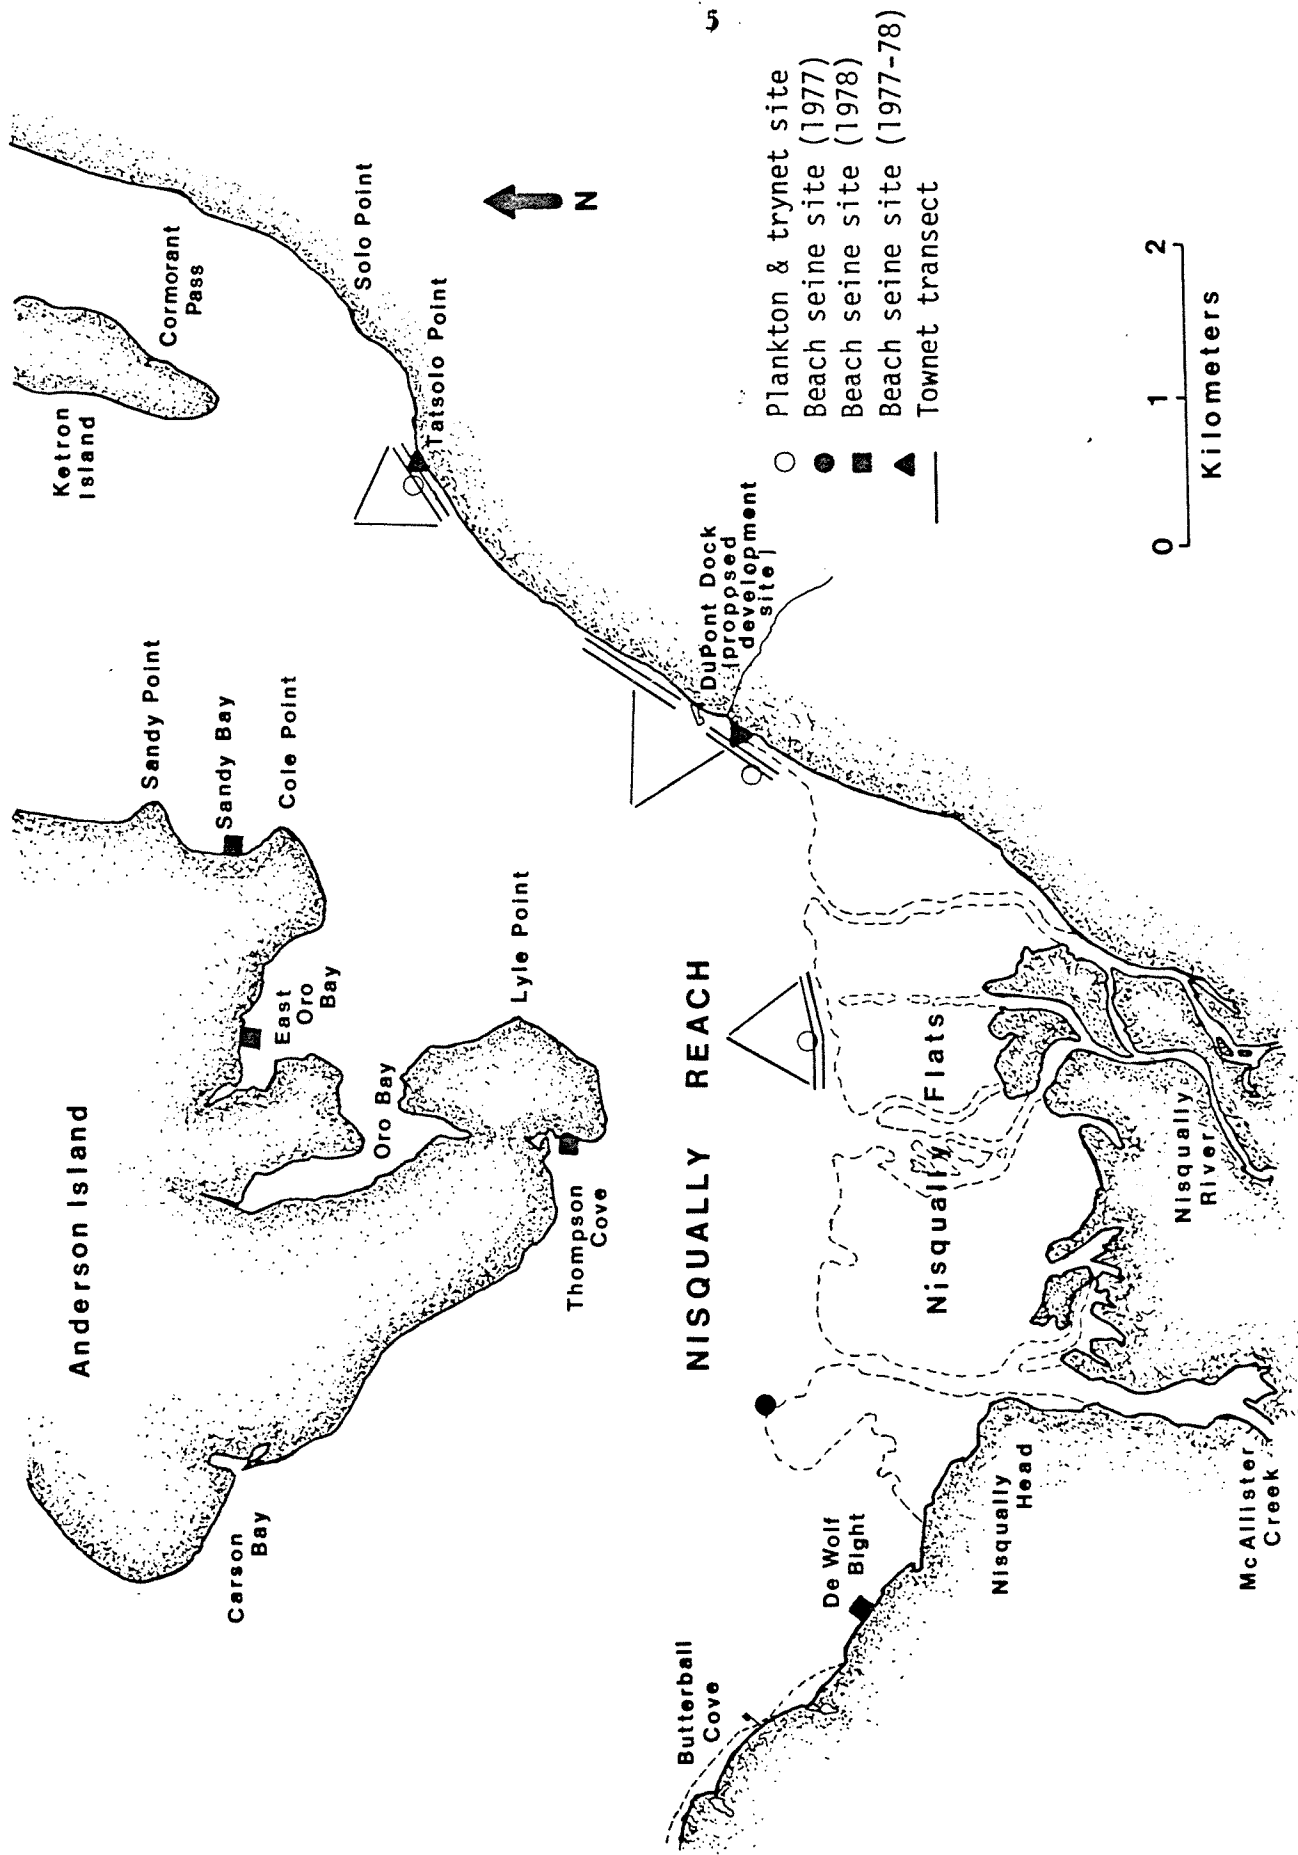 5
Ketron
Island
Cormorant
Pass
Solo Point
Tatsolo Point
N
Sandy Point
Sandy Bay
Cole Point
Anderson Island
East
Oro
Bay
Oro Bay
Lyle Point
Thompson
Cove
Carson
Bay
DuPont Dock
(proposed
development
site)
NISQUALLY REACH
Nisqually Flats
Butterball
Cove
De Wolf
Bight
Nisqually
Head
McAllister
Creek
Nisqually
River
Plankton & trynet site
Beach seine site (1977)
Beach seine site (1978)
Beach seine site (1977-78)
Townet transect
0 1 2
Kilometers